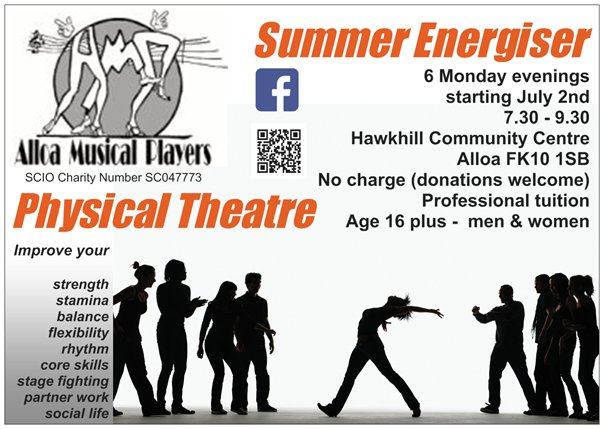 AMP
Alloa Musical Players
SCIO Charity Number SC047773
Summer Energiser
6 Monday evenings
starting July 2nd
7.30 - 9.30
Hawkhill Community Centre
Alloa FK10 1SB
No charge (donations welcome)
Professional tuition
Age 16 plus - men & women
Physical Theatre
Improve your
strength
stamina
balance
flexibility
rhythm
core skills
stage fighting
partner work
social life